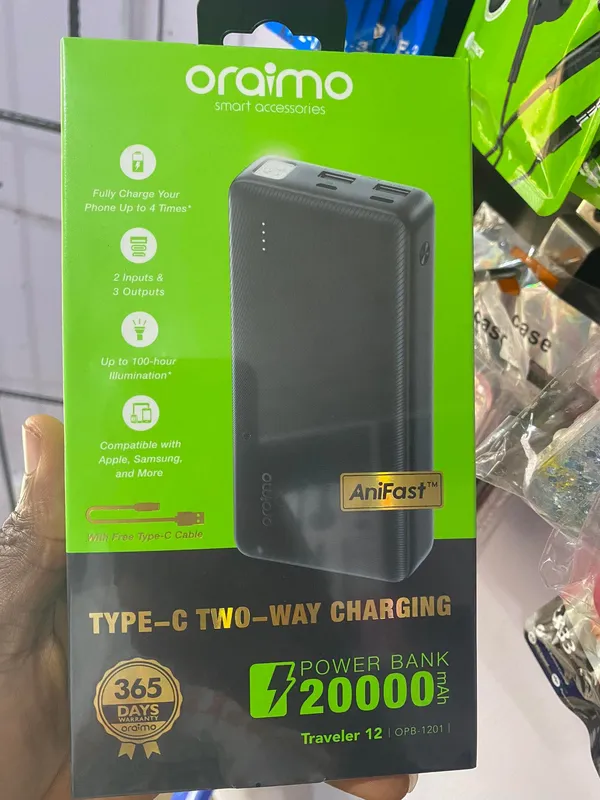 oraimo
smart accessories
Fully Charge Your
Phone Up to 4 Times*
2 Inputs &
3 Outputs
Up to 100-hour
Illumination*
Compatible with
Apple, Samsung,
and More
With Free Type-C Cable
oraimo
AniFast™
TYPE-C TWO-WAY CHARGING
365
DAYS
WARRANTY
oraimo
POWER BANK
20000mAh
Traveler 12 | OPB-1201 |
case
case